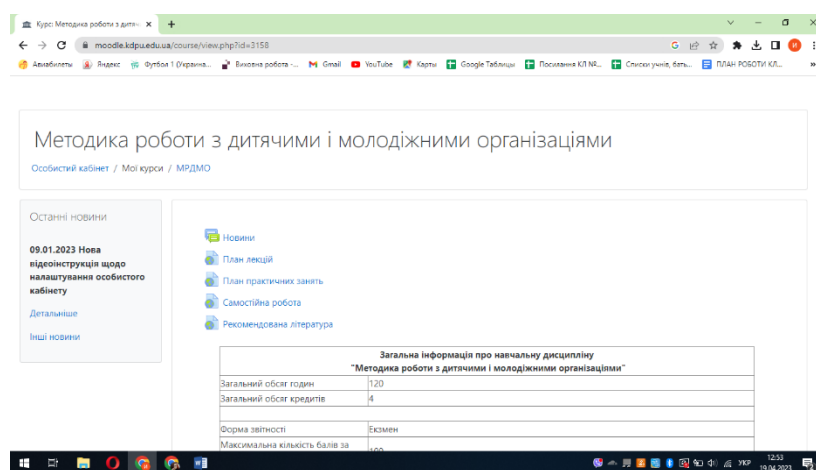 Курс: Методика роботи з дитя
moodle.kdpu.edu.ua/course/view.php?id=3158
Авиабилеты Яндекс Футбол 1 (Украина... Виховна робота -... Gmail YouTube Карты Google Таблицы Посилання КЛ №... Списки учнів, бать... ПЛАН РОБОТИ КЛ...
Методика роботи з дитячими і молодіжними організаціями
Особистий кабінет / Мої курси / МРДМО
Останні новини
09.01.2023 Нова
відеоінструкція щодо
налаштування особистого
кабінету
Детальніше
Інші новини
Новини
План лекцій
План практичних занять
Самостійна робота
Рекомендована література
Загальна інформація про навчальну дисципліну
"Методика роботи з дитячими і молодіжними організаціями"
Загальний обсяг годин 120
Загальний обсяг кредитів 4
Форма звітності Екзмен
Максимальна кількість балів за 100
УКР 12:53
19.04.2023